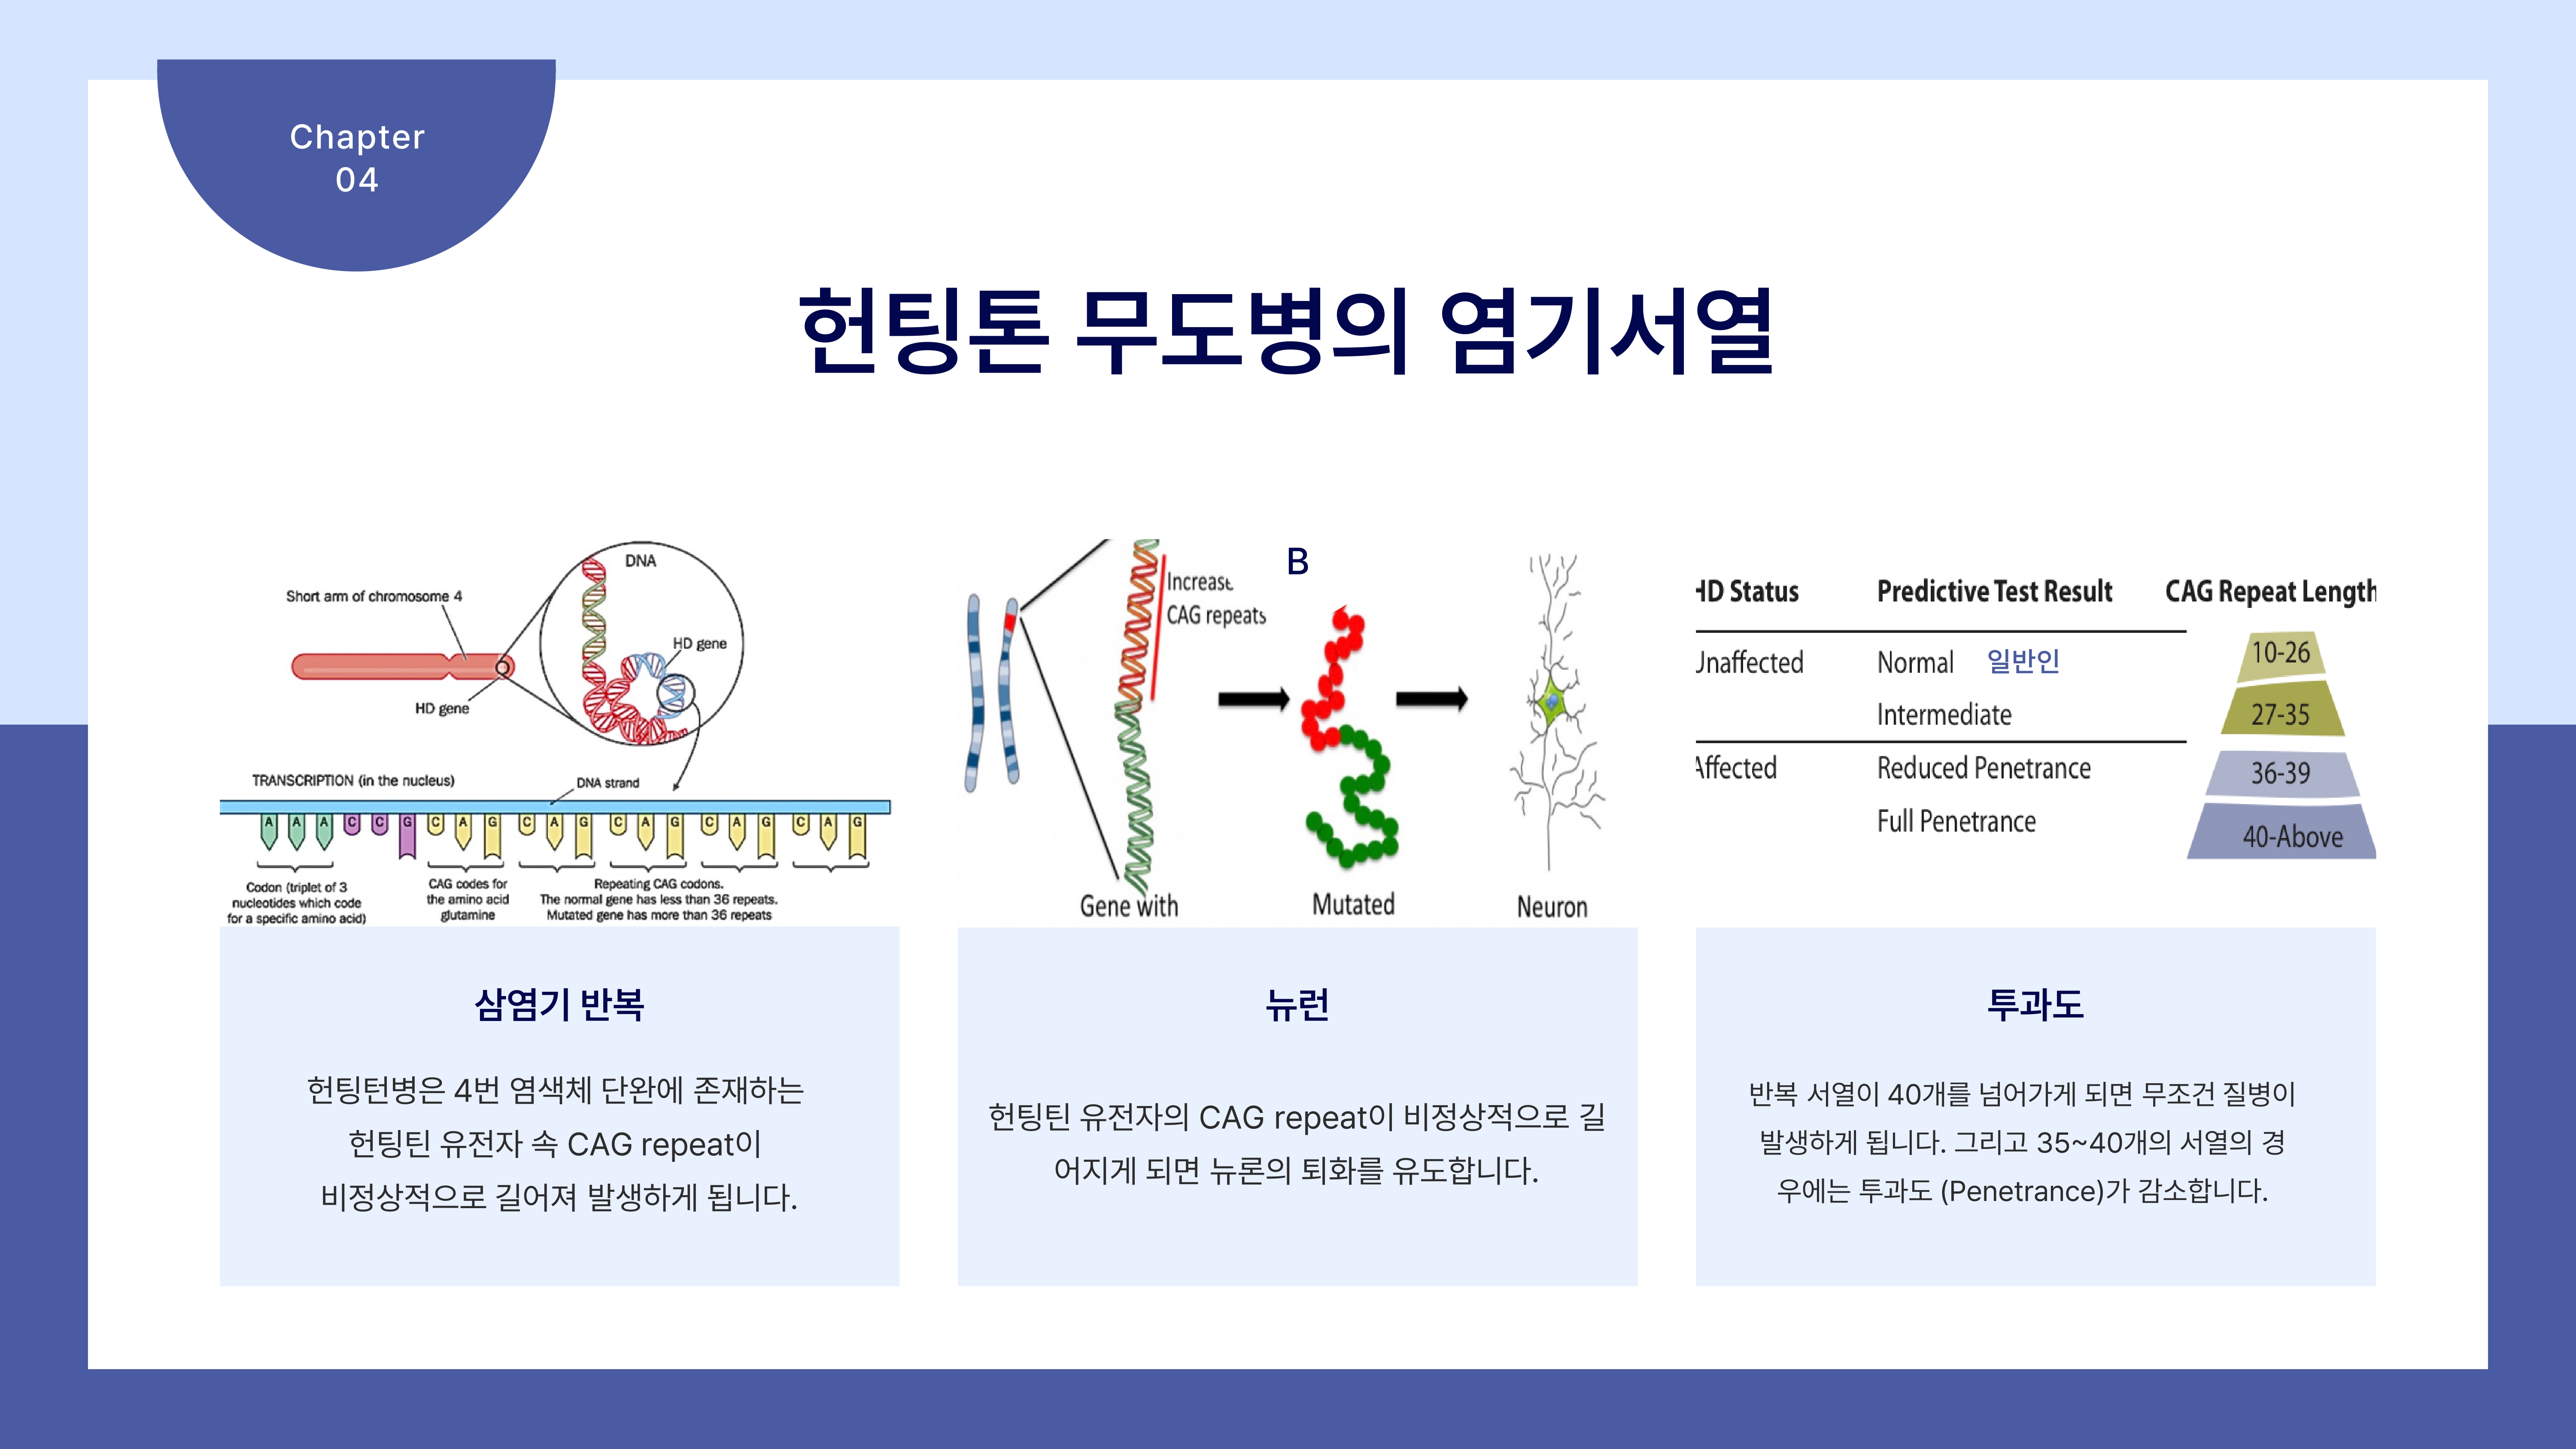 Chapter
04
헌팅톤 무도병의 염기서열
DNA
Short arm of chromosome 4
HD gene
HD gene
TRANSCRIPTION (in the nucleus)
DNA strand
A A A C C G C A G C A G C A G C A G C A G
Codon (triplet of 3
nucleotides which code
for a specific amino acid)
CAG codes for
the amino acid
glutamine
Repeating CAG codons.
The normal gene has less than 36 repeats.
Mutated gene has more than 36 repeats
B
Increase
CAG repeats
Gene with
Mutated
Neuron
HD Status Predictive Test Result CAG Repeat Length
Unaffected Normal 일반인 10-26
Intermediate 27-35
Affected Reduced Penetrance 36-39
Full Penetrance 40-Above
삼염기 반복
헌팅턴병은 4번 염색체 단완에 존재하는
헌팅틴 유전자 속 CAG repeat이
비정상적으로 길어져 발생하게 됩니다.
뉴런
헌팅틴 유전자의 CAG repeat이 비정상적으로 길
어지게 되면 뉴론의 퇴화를 유도합니다.
투과도
반복 서열이 40개를 넘어가게 되면 무조건 질병이
발생하게 됩니다. 그리고 35~40개의 서열의 경
우에는 투과도 (Penetrance)가 감소합니다.